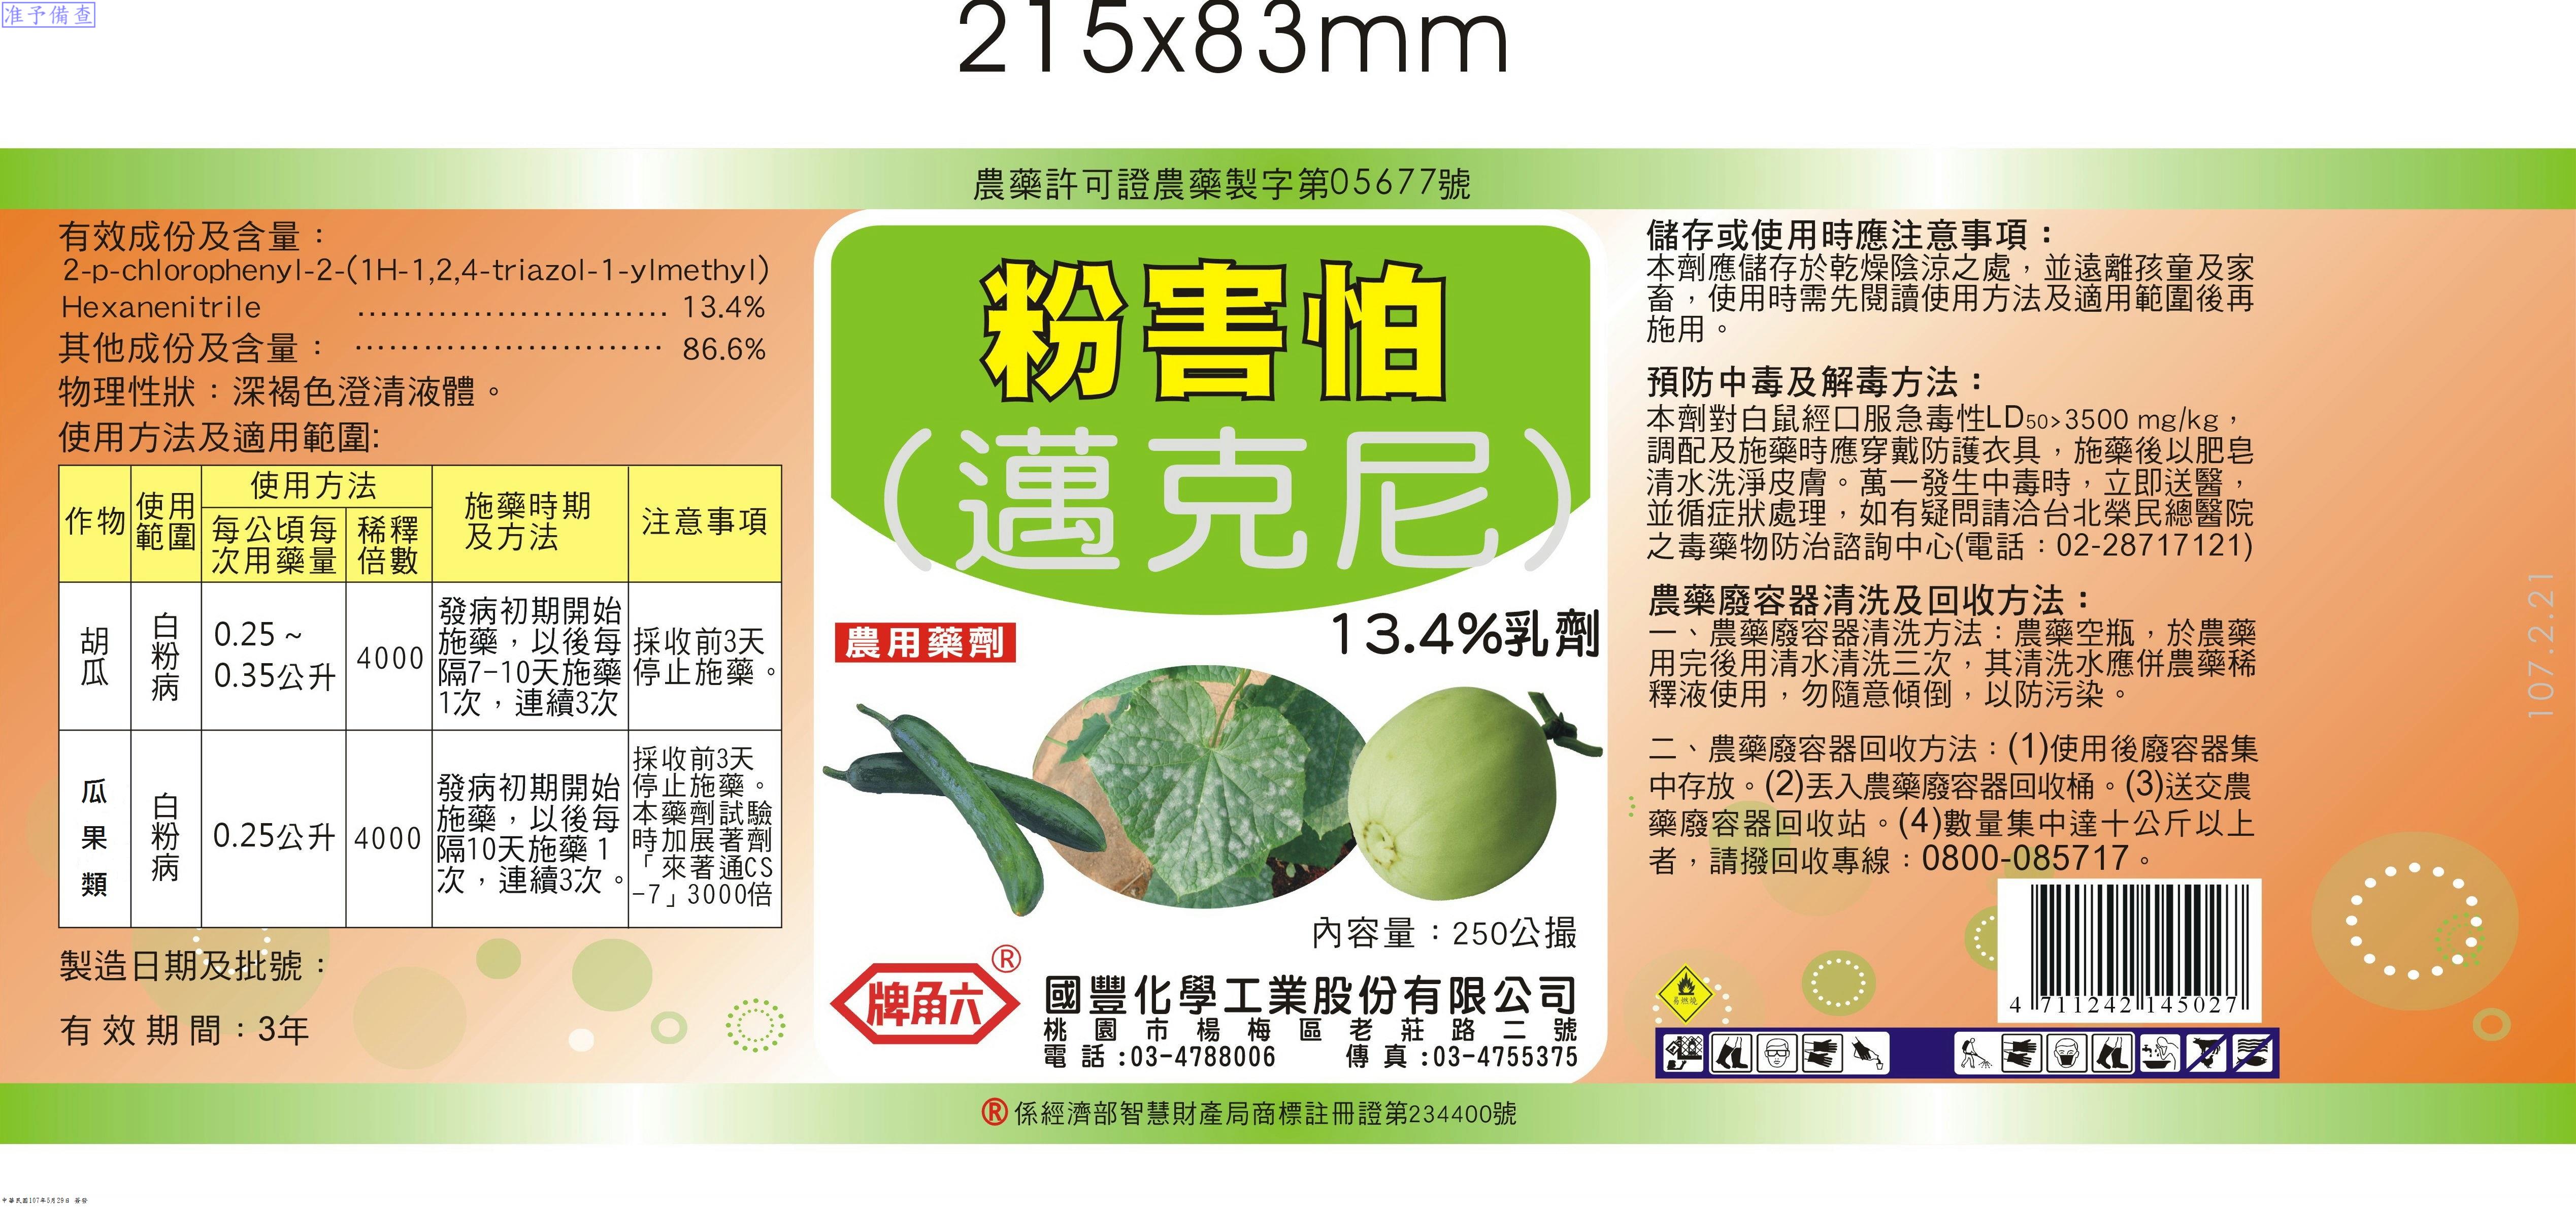 准予備查
215x83mm
農藥許可證農藥製字第05677號
有效成份及含量：
2-p-chlorophenyl-2-(1H-1,2,4-triazol-1-ylmethyl)
Hexanenitrile ........................... 13.4%
其他成份及含量： ........................... 86.6%
物理性狀：深褐色澄清液體。
使用方法及適用範圍:
作物
使用
範圍
使用方法
每公頃每
次用藥量
稀釋
倍數
施藥時期
及方法
注意事項
胡瓜
白粉病
0.25～
0.35公升
4000
發病初期開始
施藥，以後每
隔7-10天施藥
1次，連續3次
採收前3天
停止施藥。
瓜果類
白粉病
0.25公升
4000
發病初期開始
施藥，以後每
隔10天施藥1
次，連續3次。
採收前3天
停止施藥。
本藥劑試驗
時加展著劑
「來著通CS
-7」3000倍
製造日期及批號：
有效期間：3年
粉害怕
(邁克尼)
13.4%乳劑
農用藥劑
內容量：250公撮
牌角六®
國豐化學工業股份有限公司
桃園市楊梅區老莊路二號
電話:03-4788006 傳真:03-4755375
®係經濟部智慧財產局商標註冊證第234400號
儲存或使用時應注意事項：
本劑應儲存於乾燥陰涼之處，並遠離孩童及家
畜，使用時需先閱讀使用方法及適用範圍後再
施用。
預防中毒及解毒方法：
本劑對白鼠經口服急毒性LD50>3500 mg/kg，
調配及施藥時應穿戴防護衣具，施藥後以肥皂
清水洗淨皮膚。萬一發生中毒時，立即送醫，
並循症狀處理，如有疑問請洽台北榮民總醫院
之毒藥物防治諮詢中心(電話：02-28717121)
農藥廢容器清洗及回收方法：
一、農藥廢容器清洗方法：農藥空瓶，於農藥
用完後用清水清洗三次，其清洗水應併農藥稀
釋液使用，勿隨意傾倒，以防污染。
二、農藥廢容器回收方法：(1)使用後廢容器集
中存放。(2)丟入農藥廢容器回收桶。(3)送交農
藥廢容器回收站。(4)數量集中達十公斤以上
者，請撥回收專線：0800-085717。
易燃燒
4 711242 145027
107.2.21
中華民國107年5月29日 簽發